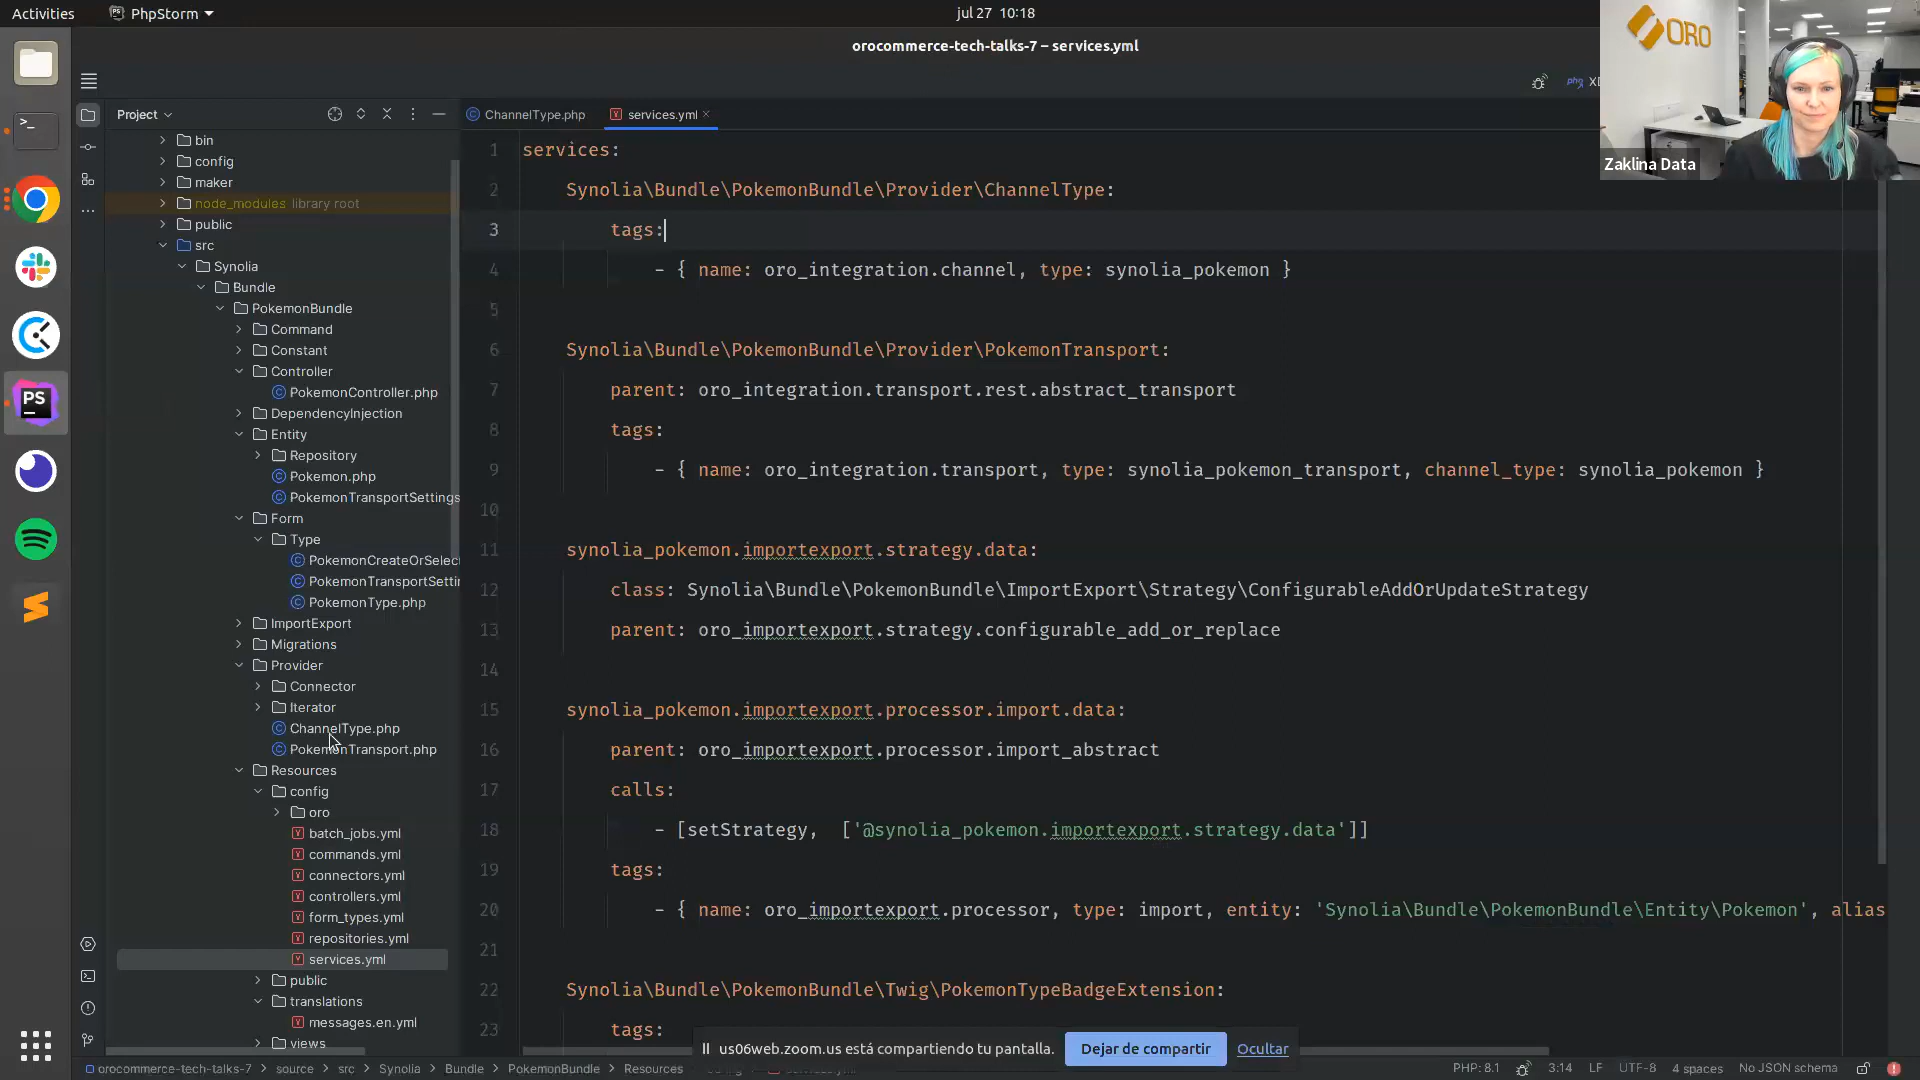 Activities
PhpStorm
jul 27 10:18
orocommerce-tech-talks-7 – services.yml
php
ORO
Zaklina Data
Project
bin
config
maker
node_modules library root
public
src
Synolia
Bundle
PokemonBundle
Command
Constant
Controller
PokemonController.php
DependencyInjection
Entity
Repository
Pokemon.php
PokemonTransportSettings
Form
Type
PokemonCreateOrSelec
PokemonTransportSettin
PokemonType.php
ImportExport
Migrations
Provider
Connector
Iterator
ChannelType.php
PokemonTransport.php
Resources
config
oro
batch_jobs.yml
commands.yml
connectors.yml
controllers.yml
form_types.yml
repositories.yml
services.yml
public
translations
messages.en.yml
views
ChannelType.php
services.yml
1 services:
2 Synolia\Bundle\PokemonBundle\Provider\ChannelType:
3 tags:
4 - { name: oro_integration.channel, type: synolia_pokemon }
5
6 Synolia\Bundle\PokemonBundle\Provider\PokemonTransport:
7 parent: oro_integration.transport.rest.abstract_transport
8 tags:
9 - { name: oro_integration.transport, type: synolia_pokemon_transport, channel_type: synolia_pokemon }
10
11 synolia_pokemon.importexport.strategy.data:
12 class: Synolia\Bundle\PokemonBundle\ImportExport\Strategy\ConfigurableAddOrUpdateStrategy
13 parent: oro_importexport.strategy.configurable_add_or_replace
14
15 synolia_pokemon.importexport.processor.import.data:
16 parent: oro_importexport.processor.import_abstract
17 calls:
18 - [setStrategy, ['@synolia_pokemon.importexport.strategy.data']]
19 tags:
20 - { name: oro_importexport.processor, type: import, entity: 'Synolia\Bundle\PokemonBundle\Entity\Pokemon', alias
21
22 Synolia\Bundle\PokemonBundle\Twig\PokemonTypeBadgeExtension:
23 tags:
us06web.zoom.us está compartiendo tu pantalla.
Dejar de compartir
Ocultar
PS
orocommerce-tech-talks-7 > source > src > Synolia > Bundle > PokemonBundle > Resources
PHP: 8.1
3:14 LF UTF-8 4 spaces No JSON schema